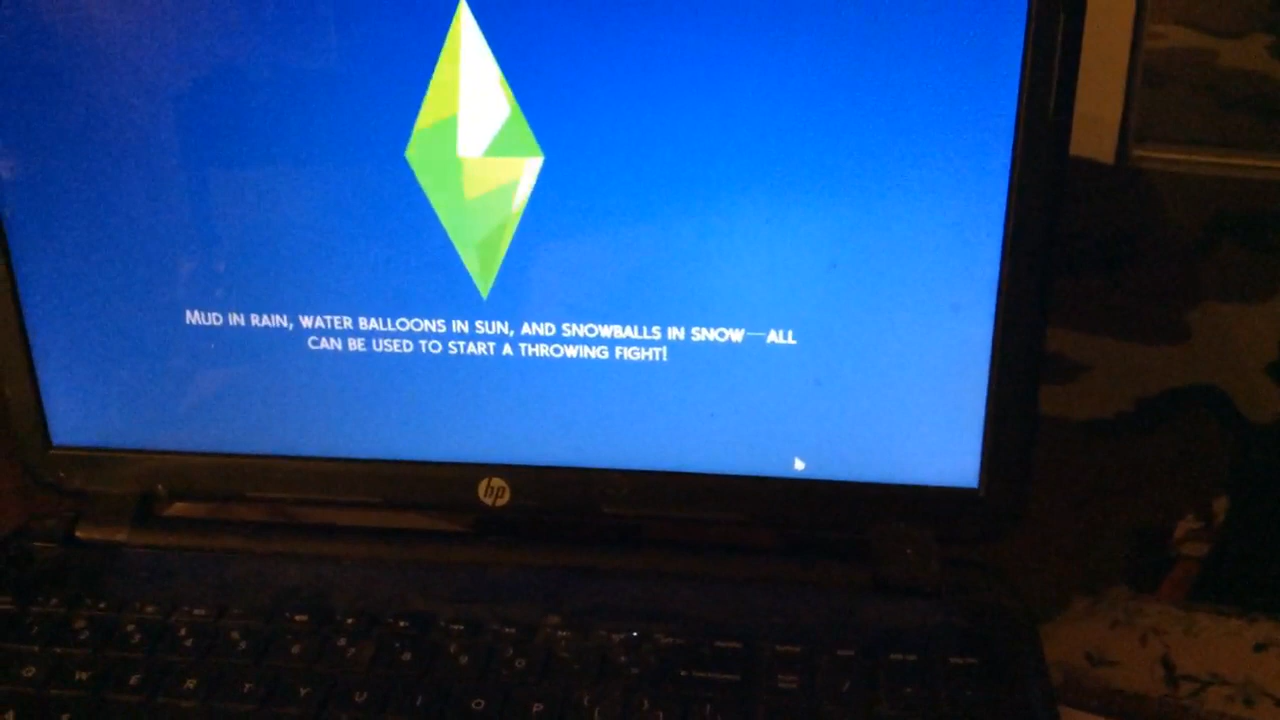 Mud in rain, water balloons in sun, and snowballs in snow—all
can be used to start a throwing fight!
hp
Q W E R T Y U I O P